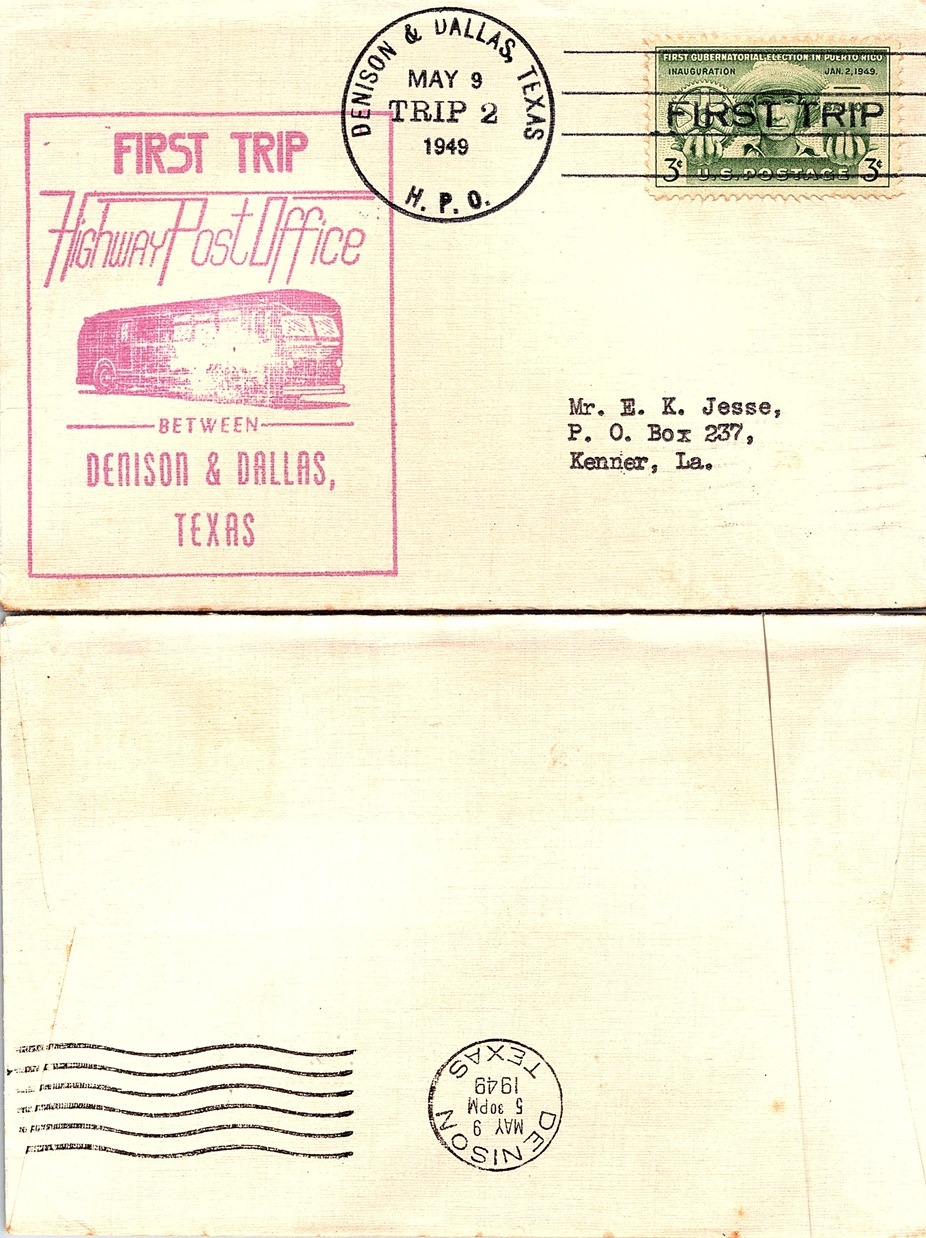 DENISON & DALLAS, TEXAS
MAY 9
TRIP 2
1949
H. P. O.
FIRST GUBERNATORIAL ELECTION IN PUERTO RICO
INAUGURATION JAN. 2, 1949.
FIRST TRIP
3¢ U.S. POSTAGE 3¢
FIRST TRIP
Highway Post Office
BETWEEN
DENISON & DALLAS,
TEXAS
Mr. E. K. Jesse,
P. O. Box 237,
Kenner, La.
DENISON
MAY 9
5 30PM
1949
TEXAS